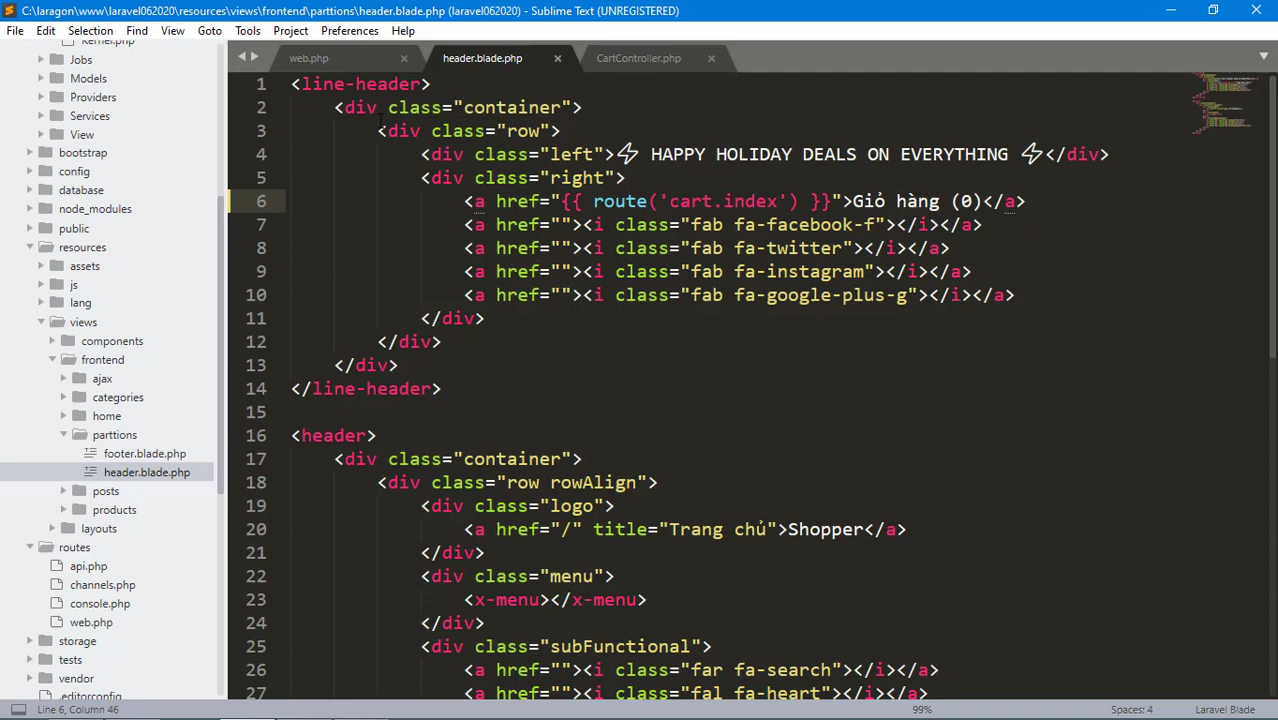 C:\laragon\www\laravel062020\resources\views\frontend\parttions\header.blade.php (laravel062020) - Sublime Text (UNREGISTERED)
File Edit Selection Find View Goto Tools Project Preferences Help
Kernel.php
Jobs
Models
Providers
Services
View
bootstrap
config
database
node_modules
public
resources
assets
js
lang
views
components
frontend
ajax
categories
home
parttions
footer.blade.php
header.blade.php
posts
products
layouts
routes
api.php
channels.php
console.php
web.php
storage
tests
vendor
.editorconfig
web.php header.blade.php CartController.php
1 <line-header>
2 <div class="container">
3 <div class="row">
4 <div class="left">⚡ HAPPY HOLIDAY DEALS ON EVERYTHING ⚡</div>
5 <div class="right">
6 <a href="{{ route('cart.index') }}">Giỏ hàng (0)</a>
7 <a href=""><i class="fab fa-facebook-f"></i></a>
8 <a href=""><i class="fab fa-twitter"></i></a>
9 <a href=""><i class="fab fa-instagram"></i></a>
10 <a href=""><i class="fab fa-google-plus-g"></i></a>
11 </div>
12 </div>
13 </div>
14 </line-header>
15
16 <header>
17 <div class="container">
18 <div class="row rowAlign">
19 <div class="logo">
20 <a href="/" title="Trang chủ">Shopper</a>
21 </div>
22 <div class="menu">
23 <x-menu></x-menu>
24 </div>
25 <div class="subFunctional">
26 <a href=""><i class="far fa-search"></i></a>
27 <a href=""><i class="fal fa-heart"></i></a>
Line 6, Column 46 99% Spaces: 4 Laravel Blade